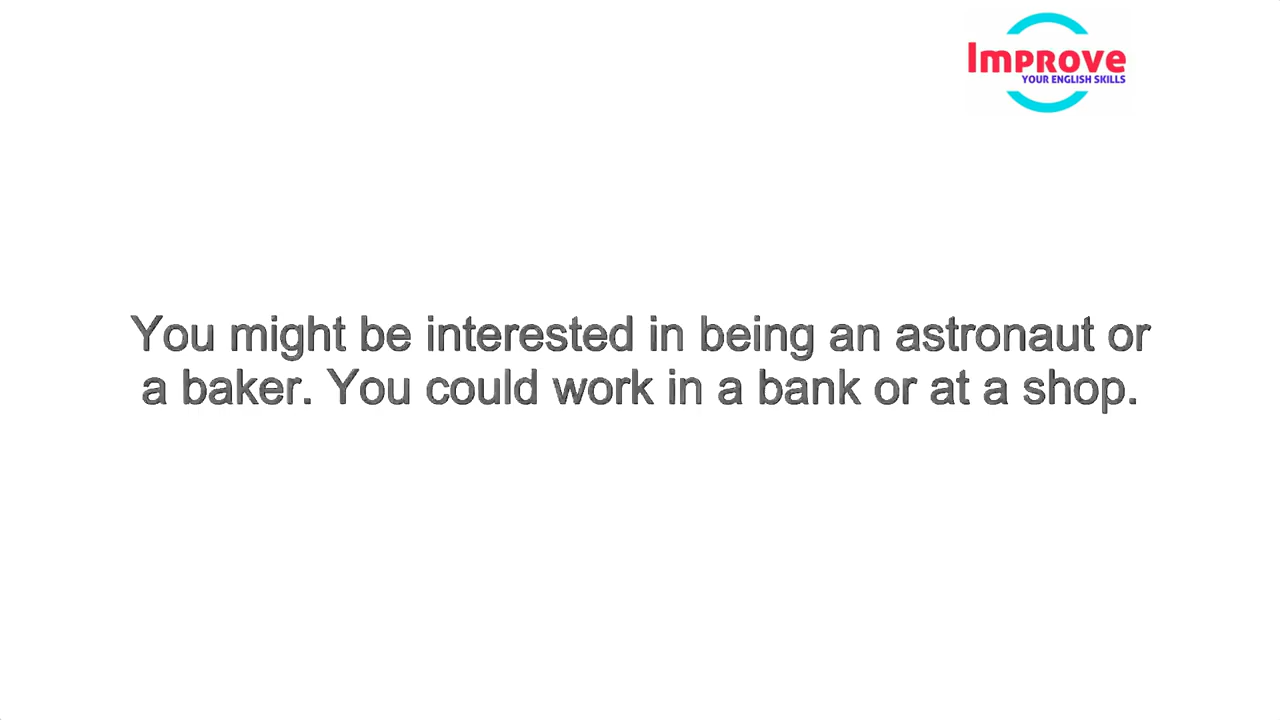 Improve
YOUR ENGLISH SKILLS
You might be interested in being an astronaut or
a baker. You could work in a bank or at a shop.